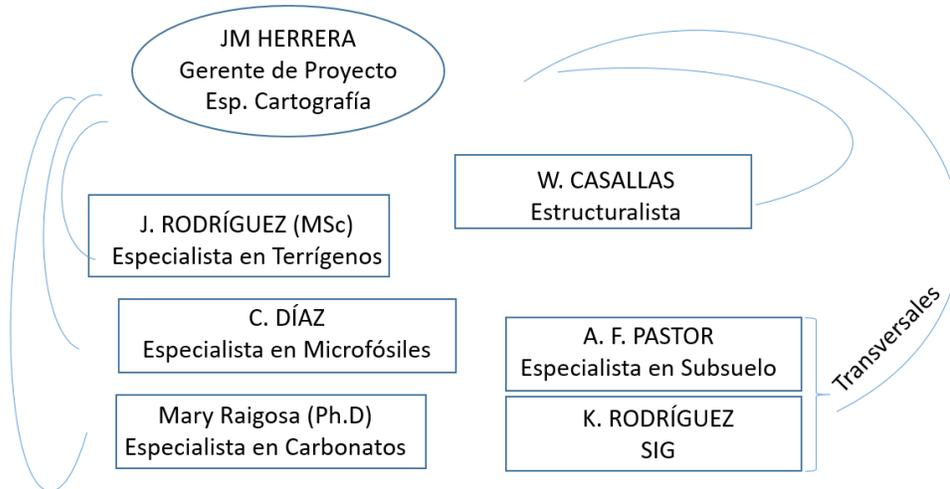 JM HERRERA
Gerente de Proyecto
Esp. Cartografía
W. CASALLAS
Estructuralista
J. RODRÍGUEZ (MSc)
Especialista en Terrígenos
C. DÍAZ
Especialista en Microfósiles
Mary Raigosa (Ph.D)
Especialista en Carbonatos
A. F. PASTOR
Especialista en Subsuelo
K. RODRÍGUEZ
SIG
Transversales